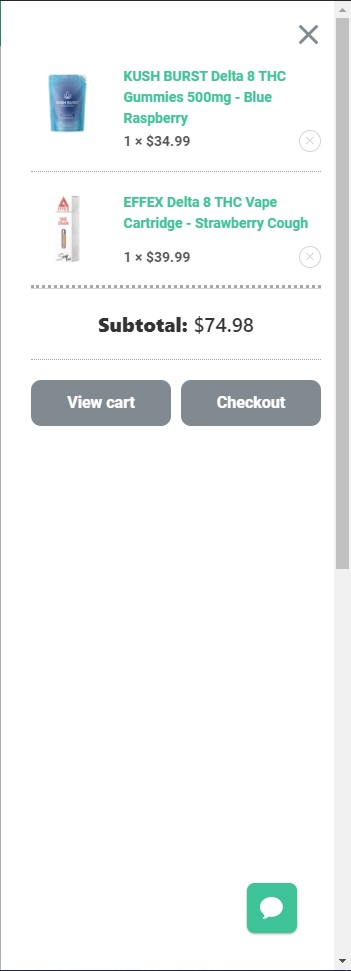 KUSH BURST Delta 8 THC
Gummies 500mg - Blue
Raspberry
1 × $34.99
EFFEX Delta 8 THC Vape
Cartridge - Strawberry Cough
1 × $39.99
Subtotal: $74.98
View cart
Checkout